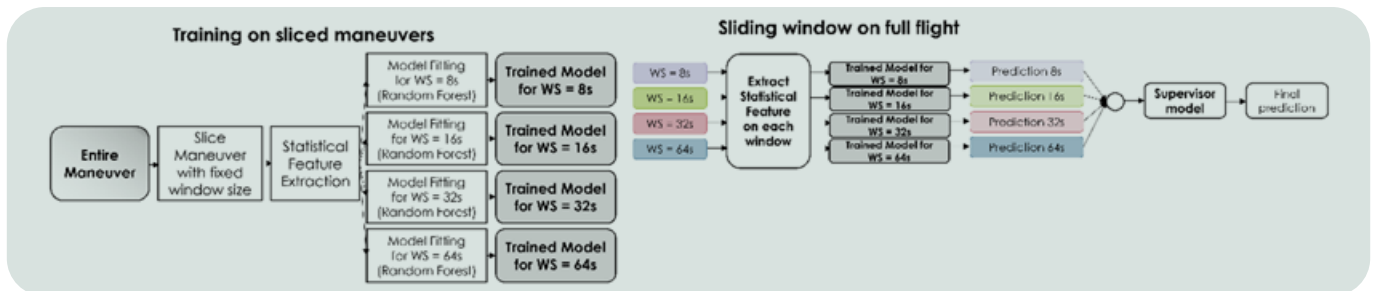 Training on sliced maneuvers
Entire
Maneuver
Slice
Maneuver
with fixed
window size
Statistical
Feature
Extraction
Model Fitting
for WS = 8s
(Random Forest)
Trained Model
for WS = 8s
Model Fitting
for WS = 16s
(Random Forest)
Trained Model
for WS = 16s
Model Fitting
for WS = 32s
(Random Forest)
Trained Model
for WS = 32s
Model Fitting
for WS = 64s
(Random Forest)
Trained Model
for WS = 64s
Sliding window on full flight
WS = 8s
WS = 16s
WS = 32s
WS = 64s
Extract
Statistical
Feature
on each
window
Trained Model for
WS = 8s
Trained Model for
WS = 16s
Trained Model for
WS = 32s
Trained Model for
WS = 64s
Prediction 8s
Prediction 16s
Prediction 32s
Prediction 64s
Supervisor
model
Final
prediction